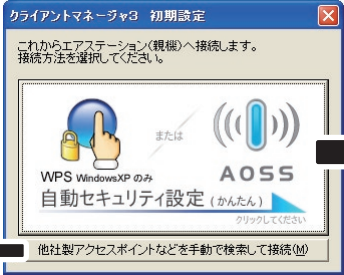 クライアントマネージャ3 初期設定
これからエアステーション(親機)へ接続します。
接続方法を選択してください。
または
WPS WindowsXP のみ
AOSS
自動セキュリティ設定 (かんたん)
クリックしてください
他社製アクセスポイントなどを手動で検索して接続(M)